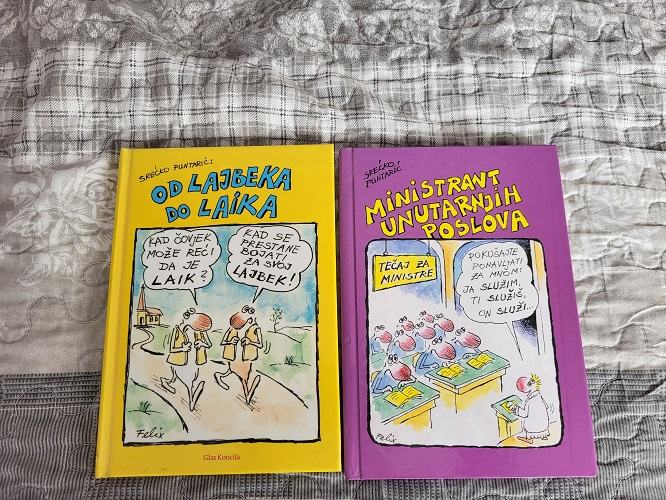 SREĆKO PUNTARIĆ:
OD LAJBEKA
DO LAIKA
KAD ČOVJEK
MOŽE REĆI
DA JE
LAIK?
KAD SE
PRESTANE
BOJATI
ZA SVOJ
LAJBEK!
Felix
Glas Koncila
SREĆKO
PUNTARIĆ:
MINISTRANT
UNUTARNJIH
POSLOVA
TEČAJ ZA
MINISTRE
POKUŠAJTE
PONAVLJATI
ZA MNOM:
JA SLUŽIM,
TI SLUŽIŠ,
ON SLUŽI...
Felix